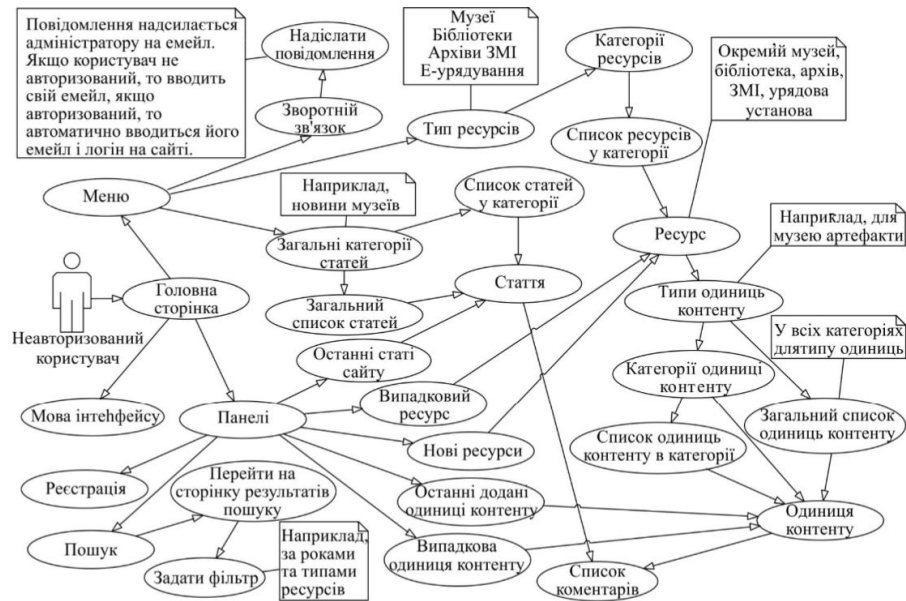 Повідомлення надсилається
адміністратору на емейл.
Якщо користувач не
авторизований, то вводить
свій емейл, якщо
авторизований, то
автоматично вводиться його
емейл і логін на сайті.
Надіслати
повідомлення
Зворотній
зв'язок
Музеї
Бібліотеки
Архіви ЗМІ
Е-урядування
Тип ресурсів
Категорії
ресурсів
Список ресурсів
у категорії
Окремій музей,
бібліотека, архів,
ЗМІ, урядова
установа
Меню
Наприклад,
новини музеїв
Загальні категорії
статей
Список статей
у категорії
Ресурс
Наприклад, для
музею артефакти
Неавторизований
користувач
Головна
сторінка
Загальний
список статей
Стаття
Типи одиниць
контенту
У всіх категоріях
длятипу одиниць
Останні статі
сайту
Категорії одиниці
контенту
Мова інтеhфейсу
Панелі
Випадковий
ресурс
Загальний список
одиниць контенту
Нові ресурси
Список одиниць
контенту в категорії
Реєстрація
Перейти на
сторінку результатів
пошуку
Останні додані
одиниці контенту
Одиниця
контенту
Пошук
Задати фільтр
Наприклад,
за роками
та типами
ресурсів
Випадкова
одиниця контенту
Список
коментарів